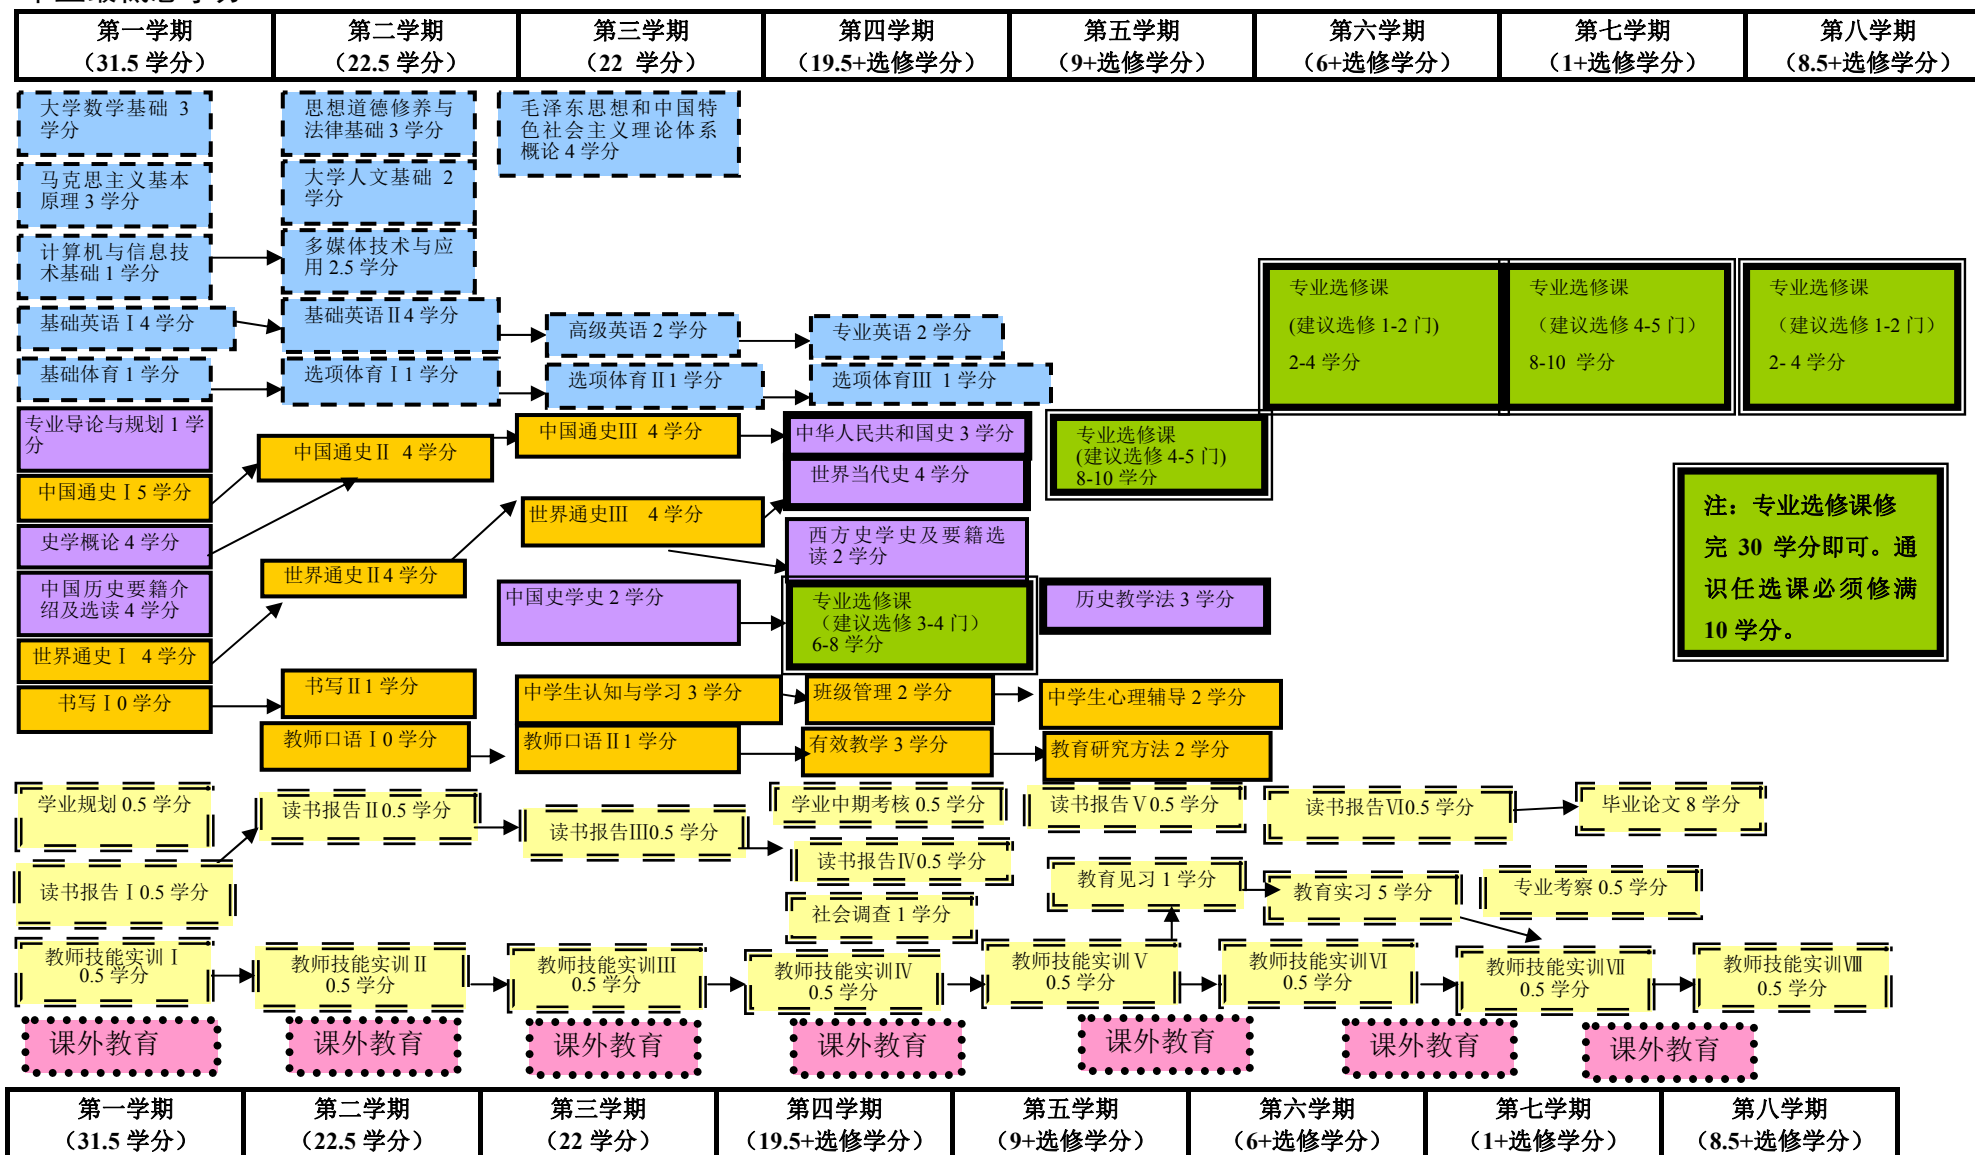 第一学期
（31.5 学分）
第二学期
（22.5 学分）
第三学期
（22 学分）
第四学期
（19.5+选修学分）
第五学期
（9+选修学分）
第六学期
（6+选修学分）
第七学期
（1+选修学分）
第八学期
（8.5+选修学分）
大学数学基础 3
学分
思想道德修养与
法律基础 3 学分
毛泽东思想和中国特
色社会主义理论体系
概论 4 学分
马克思主义基本
原理 3 学分
大学人文基础 2
学分
计算机与信息技
术基础 1 学分
多媒体技术与应
用 2.5 学分
基础英语Ⅰ4 学分
基础英语Ⅱ4 学分
高级英语 2 学分
专业英语 2 学分
基础体育 1 学分
选项体育Ⅰ1 学分
选项体育Ⅱ1 学分
选项体育Ⅲ 1 学分
专业选修课
(建议选修 1-2 门)
2-4 学分
专业选修课
（建议选修 4-5 门）
8-10 学分
专业选修课
（建议选修 1-2 门）
2- 4 学分
专业导论与规划 1 学
分
中国通史Ⅰ5 学分
中国通史Ⅱ 4 学分
中国通史Ⅲ 4 学分
中华人民共和国史 3 学分
专业选修课
(建议选修 4-5 门)
8-10 学分
史学概论 4 学分
世界通史Ⅲ 4 学分
世界当代史 4 学分
西方史学史及要籍选
读 2 学分
中国历史要籍介
绍及选读 4 学分
世界通史Ⅱ4 学分
中国史学史 2 学分
专业选修课
（建议选修 3-4 门）
6-8 学分
历史教学法 3 学分
注：专业选修课修
完 30 学分即可。通
识任选课必须修满
10 学分。
世界通史Ⅰ 4 学分
书写Ⅰ0 学分
书写Ⅱ1 学分
中学生认知与学习 3 学分
班级管理 2 学分
中学生心理辅导 2 学分
教师口语Ⅰ0 学分
教师口语Ⅱ1 学分
有效教学 3 学分
教育研究方法 2 学分
学业规划 0.5 学分
读书报告Ⅱ0.5 学分
读书报告Ⅲ0.5 学分
学业中期考核 0.5 学分
读书报告Ⅴ0.5 学分
读书报告Ⅵ0.5 学分
毕业论文 8 学分
读书报告Ⅰ0.5 学分
读书报告Ⅳ0.5 学分
教育见习 1 学分
教育实习 5 学分
专业考察 0.5 学分
社会调查 1 学分
教师技能实训Ⅰ
0.5 学分
教师技能实训Ⅱ
0.5 学分
教师技能实训Ⅲ
0.5 学分
教师技能实训Ⅳ
0.5 学分
教师技能实训Ⅴ
0.5 学分
教师技能实训Ⅵ
0.5 学分
教师技能实训Ⅶ
0.5 学分
教师技能实训Ⅷ
0.5 学分
课外教育
课外教育
课外教育
课外教育
课外教育
课外教育
课外教育
第一学期
（31.5 学分）
第二学期
（22.5 学分）
第三学期
（22 学分）
第四学期
（19.5+选修学分）
第五学期
（9+选修学分）
第六学期
（6+选修学分）
第七学期
（1+选修学分）
第八学期
（8.5+选修学分）